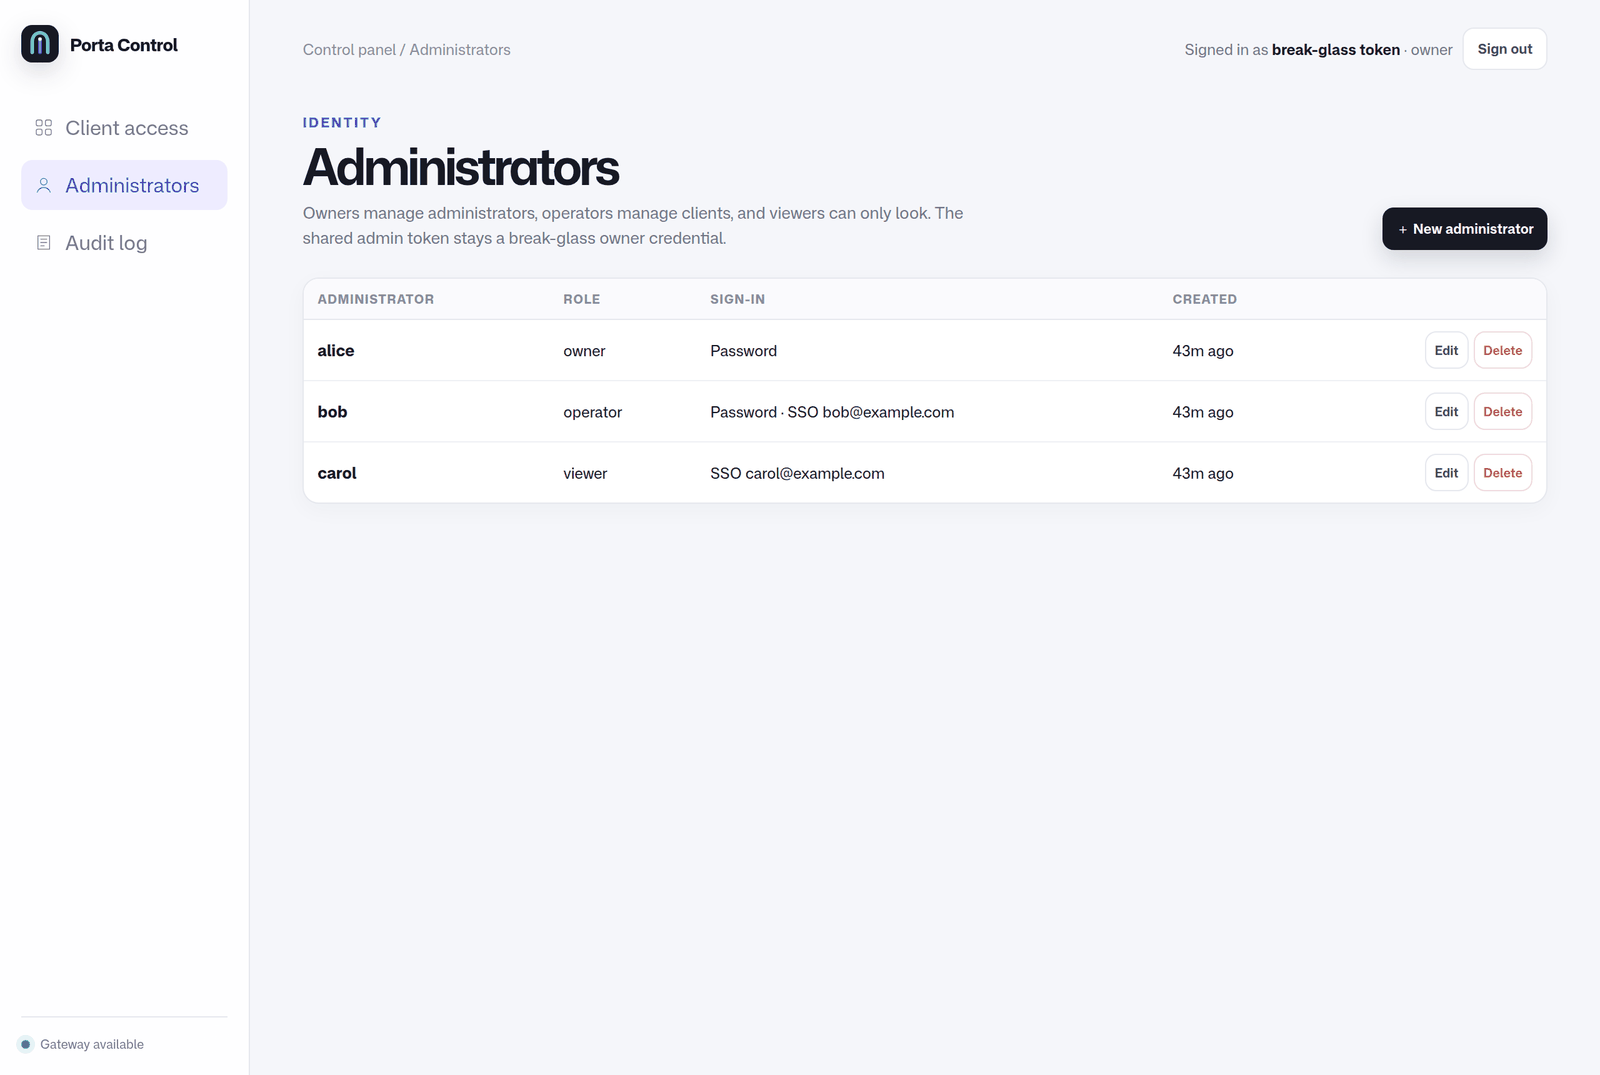 Porta Control
Client access
Administrators
Audit log
Gateway available
Control panel / Administrators
Signed in as break-glass token · owner
Sign out
IDENTITY
Administrators
Owners manage administrators, operators manage clients, and viewers can only look. The
shared admin token stays a break-glass owner credential.
+ New administrator
ADMINISTRATOR ROLE SIGN-IN CREATED
alice owner Password 43m ago Edit Delete
bob operator Password · SSO bob@example.com 43m ago Edit Delete
carol viewer SSO carol@example.com 43m ago Edit Delete